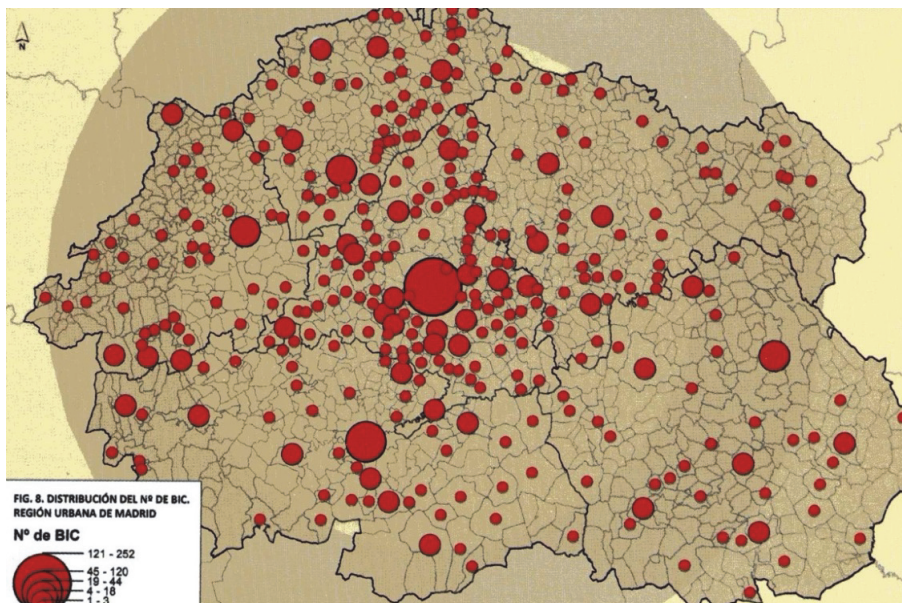 N
FIG. 8. DISTRIBUCIÓN DEL Nº DE BIC.
REGIÓN URBANA DE MADRID
Nº de BIC
121 - 252
45 - 120
19 - 44
4 - 18
1 - 3